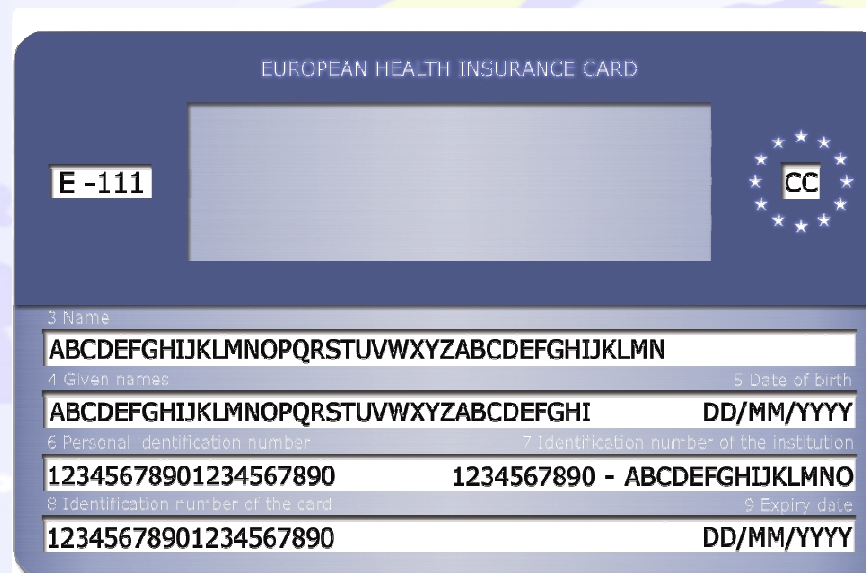 EUROPEAN HEALTH INSURANCE CARD
E -111
CC
3 Name
ABCDEFGHIJKLMNOPQRSTUVWXYZABCDEFGHIJKLMN
4 Given names 5 Date of birth
ABCDEFGHIJKLMNOPQRSTUVWXYZABCDEFGHI DD/MM/YYYY
6 Personal identification number 7 Identification number of the institution
12345678901234567890 1234567890 - ABCDEFGHIJKLMNO
8 Identification number of the card 9 Expiry date
12345678901234567890 DD/MM/YYYY